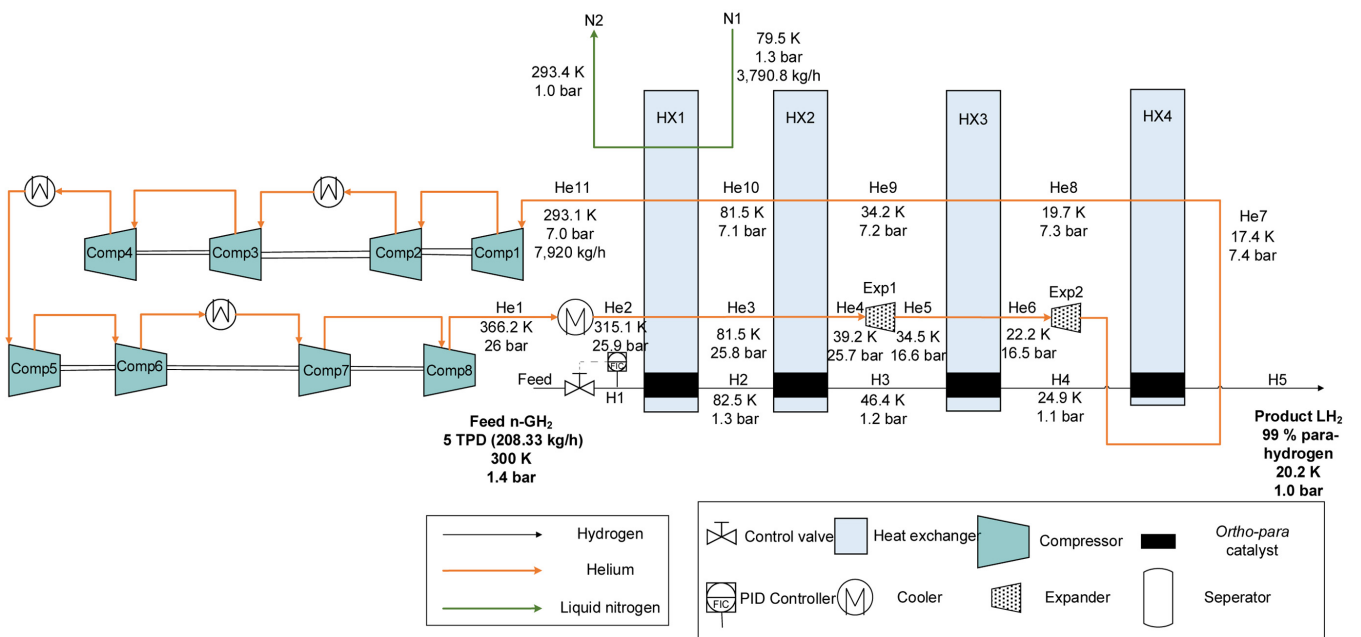 N2
N1
79.5 K
1.3 bar
3,790.8 kg/h
293.4 K
1.0 bar
HX1
HX2
HX3
HX4
He11
He10
He9
He8
293.1 K
7.0 bar
7,920 kg/h
81.5 K
7.1 bar
34.2 K
7.2 bar
19.7 K
7.3 bar
He7
17.4 K
7.4 bar
Comp4
Comp3
Comp2
Comp1
He1
366.2 K
26 bar
M
He2
315.1 K
25.9 bar
He3
81.5 K
25.8 bar
He4
39.2 K
25.7 bar
Exp1
He5
34.5 K
16.6 bar
He6
22.2 K
16.5 bar
Exp2
Comp5
Comp6
Comp7
Comp8
Feed
FIC
H1
H2
82.5 K
1.3 bar
H3
46.4 K
1.2 bar
H4
24.9 K
1.1 bar
H5
Feed n-GH₂
5 TPD (208.33 kg/h)
300 K
1.4 bar
Product LH₂
99 % para-
hydrogen
20.2 K
1.0 bar
Hydrogen
Helium
Liquid nitrogen
Control valve
Heat exchanger
Compressor
Ortho-para
catalyst
FIC
PID Controller
M
Cooler
Expander
Seperator